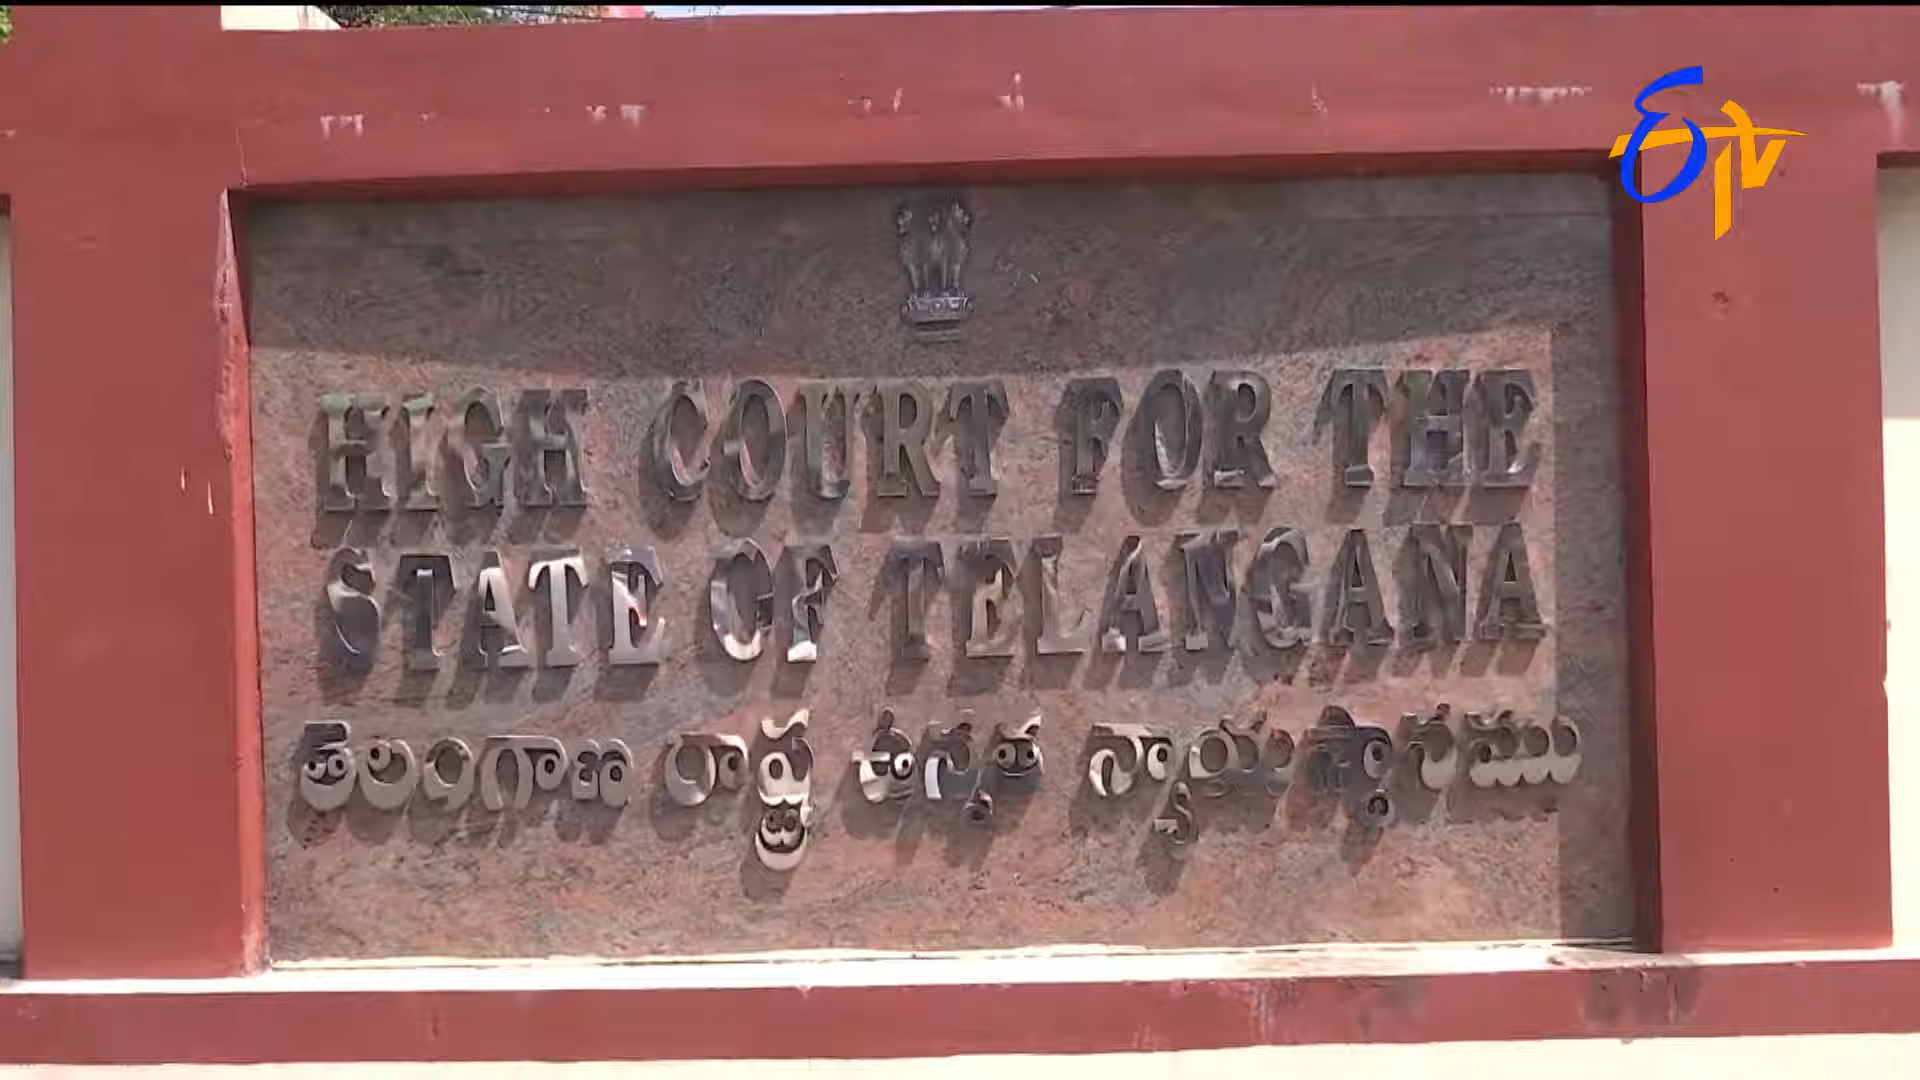 ETV
HIGH COURT FOR THE
STATE OF TELANGANA
తెలంగాణ రాష్ట్ర ఉన్నత న్యాయస్థానము